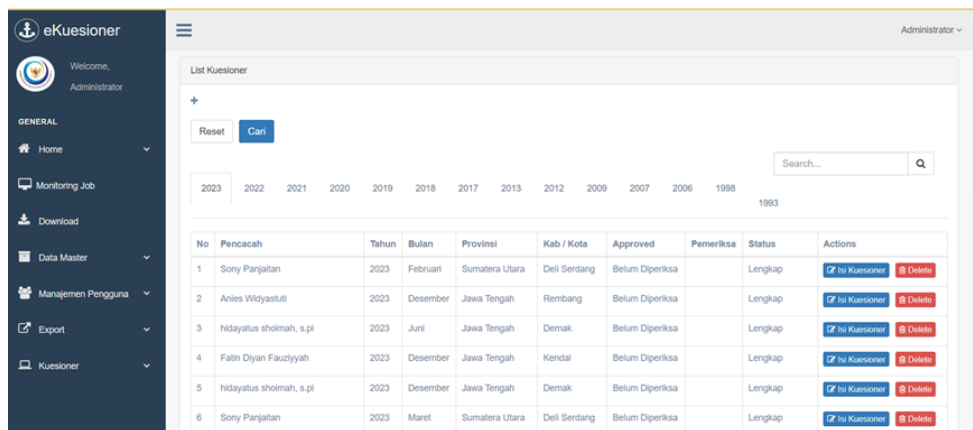 eKuesioner
Administrator
Welcome,
Administrator
GENERAL
Home
Monitoring Job
Download
Data Master
Manajemen Pengguna
Export
Kuesioner
List Kuesioner
+
Reset Cari
Search...
2023 2022 2021 2020 2019 2018 2017 2013 2012 2009 2007 2006 1998
1993
No Pencacah Tahun Bulan Provinsi Kab / Kota Approved Pemeriksa Status Actions
1 Sony Panjaitan 2023 Februari Sumatera Utara Deli Serdang Belum Diperiksa Lengkap Isi Kuesioner Delete
2 Anies Widyastuti 2023 Desember Jawa Tengah Rembang Belum Diperiksa Lengkap Isi Kuesioner Delete
3 hidayatus shoimah, s.pi 2023 Juni Jawa Tengah Demak Belum Diperiksa Lengkap Isi Kuesioner Delete
4 Fatin Diyan Fauziyyah 2023 Desember Jawa Tengah Kendal Belum Diperiksa Lengkap Isi Kuesioner Delete
5 hidayatus shoimah, s.pi 2023 Desember Jawa Tengah Demak Belum Diperiksa Lengkap Isi Kuesioner Delete
6 Sony Panjaitan 2023 Maret Sumatera Utara Deli Serdang Belum Diperiksa Lengkap Isi Kuesioner Delete